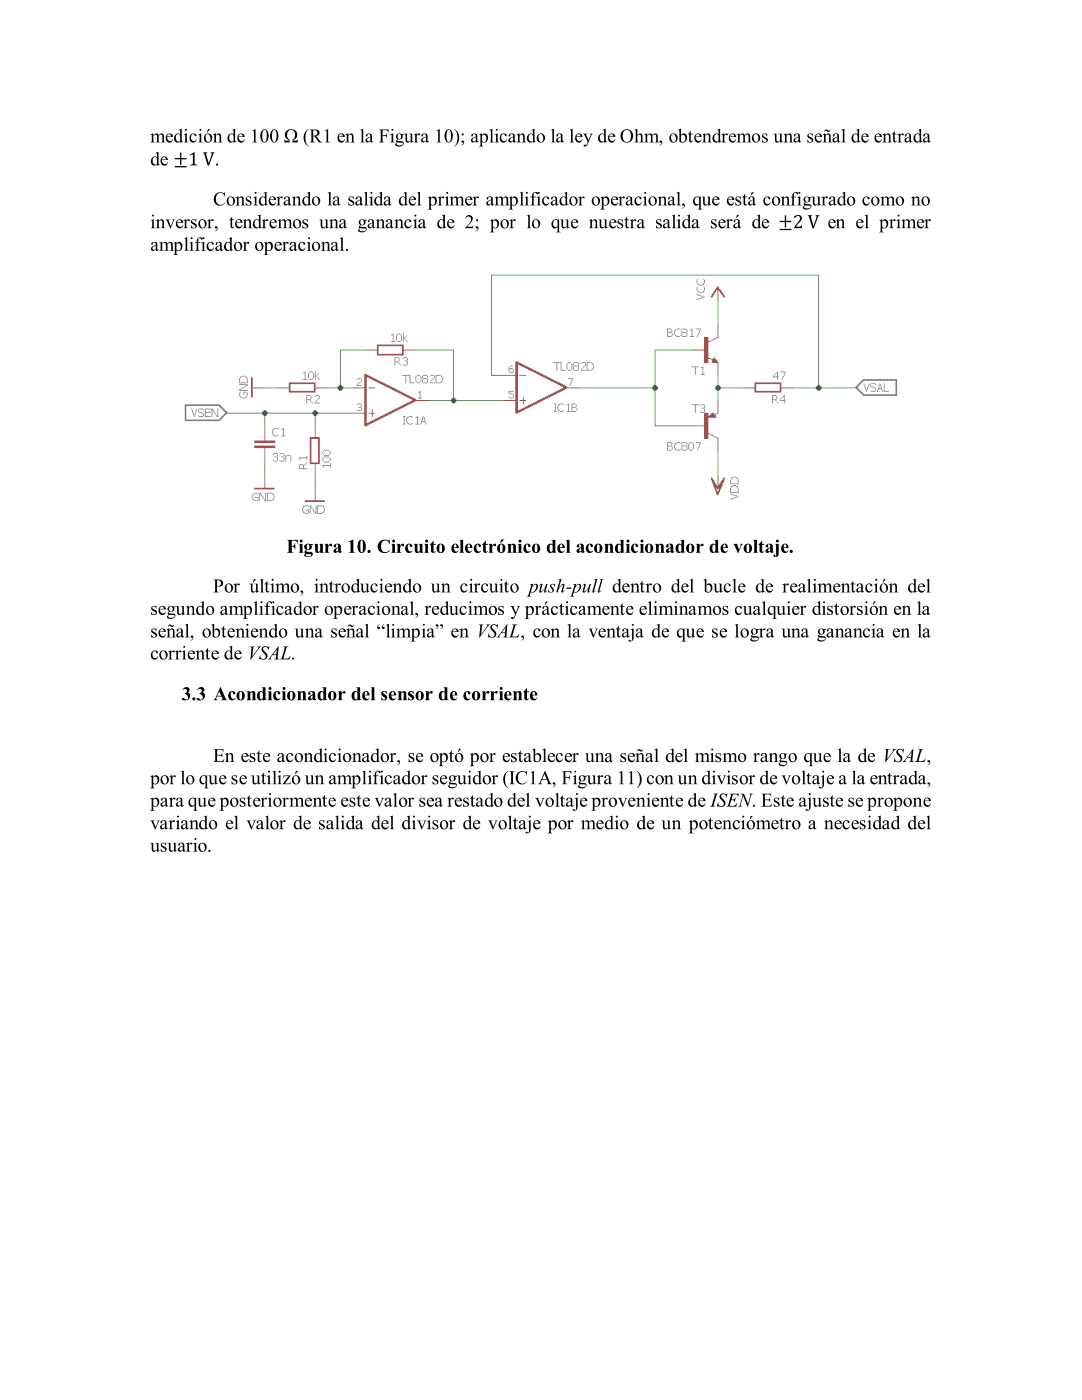 medición de 100 Ω (R1 en la Figura 10); aplicando la ley de Ohm, obtendremos una señal de entrada
de ±1 V.
Considerando la salida del primer amplificador operacional, que está configurado como no
inversor, tendremos una ganancia de 2; por lo que nuestra salida será de ±2 V en el primer
amplificador operacional.
VCC
BC817
10k
R3
T1
TL082D
6
7
5
IC1B
10k
R2
GND
TL082D
2
1
3
IC1A
47
R4
VSAL
VSEN
T3
C1
33n
R1
100
BC807
GND
GND
VDD
Figura 10. Circuito electrónico del acondicionador de voltaje.
Por último, introduciendo un circuito push-pull dentro del bucle de realimentación del
segundo amplificador operacional, reducimos y prácticamente eliminamos cualquier distorsión en la
señal, obteniendo una señal “limpia” en VSAL, con la ventaja de que se logra una ganancia en la
corriente de VSAL.
3.3 Acondicionador del sensor de corriente
En este acondicionador, se optó por establecer una señal del mismo rango que la de VSAL,
por lo que se utilizó un amplificador seguidor (IC1A, Figura 11) con un divisor de voltaje a la entrada,
para que posteriormente este valor sea restado del voltaje proveniente de ISEN. Este ajuste se propone
variando el valor de salida del divisor de voltaje por medio de un potenciómetro a necesidad del
usuario.